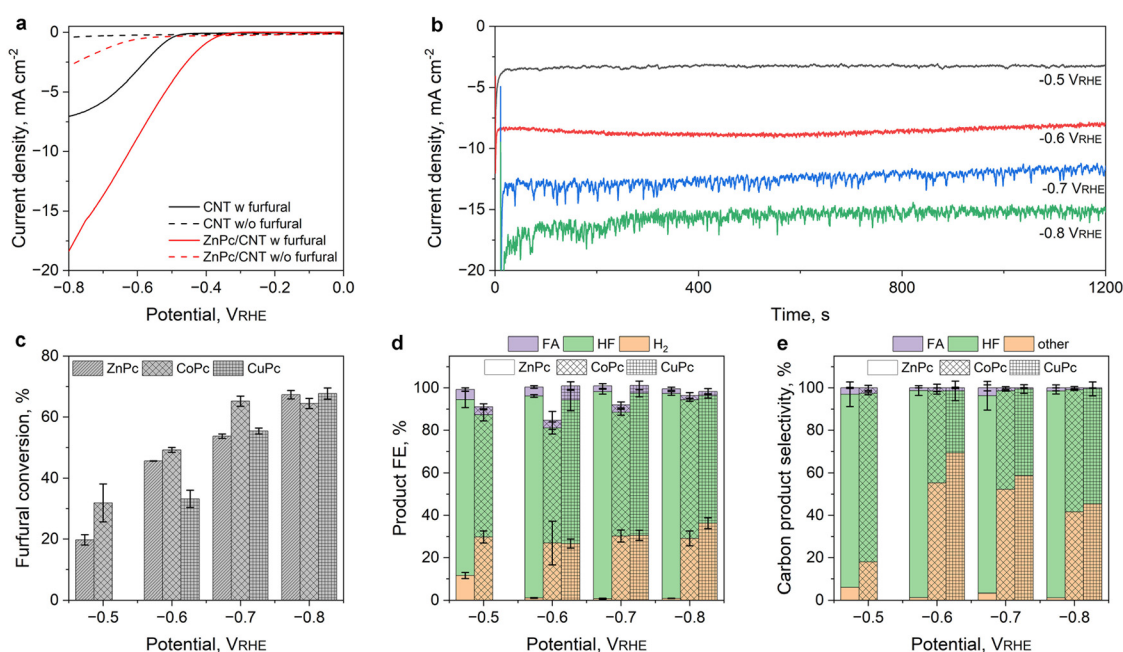 a
Current density, mA cm⁻²
0
−5
−10
−15
−20
CNT w furfural
CNT w/o furfural
ZnPc/CNT w furfural
ZnPc/CNT w/o furfural
−0.8
−0.6
−0.4
−0.2
0.0
Potential, VRHE
b
Current density, mA cm⁻²
0
−5
−10
−15
−20
-0.5 VRHE
-0.6 VRHE
-0.7 VRHE
-0.8 VRHE
0
400
800
1200
Time, s
c
Furfural conversion, %
80
60
40
20
0
ZnPc
CoPc
CuPc
−0.5
−0.6
−0.7
−0.8
Potential, VRHE
d
FA
HF
H₂
ZnPc
CoPc
CuPc
Product FE, %
100
80
60
40
20
0
−0.5
−0.6
−0.7
−0.8
Potential, VRHE
e
FA
HF
other
ZnPc
CoPc
CuPc
Carbon product selectivity, %
100
80
60
40
20
0
−0.5
−0.6
−0.7
−0.8
Potential, VRHE